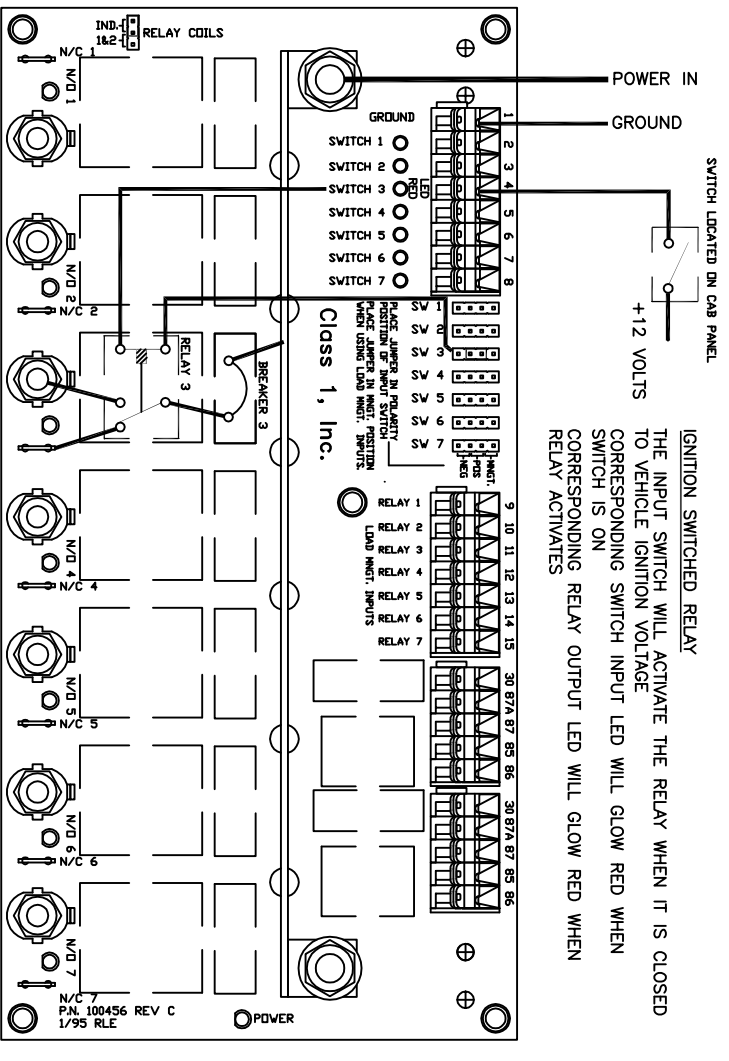 IND.
1&2
RELAY COILS
N/C 1
N/O 1
N/O 2
N/C 2
RELAY 3
BREAKER 3
N/O 4
N/C 4
N/O 5
N/C 5
N/O 6
N/C 6
N/O 7
N/C 7
P.N. 100456 REV C
1/95 RLE
POWER
POWER IN
GROUND
GROUND
SWITCH 1
SWITCH 2
SWITCH 3
SWITCH 4
SWITCH 5
SWITCH 6
SWITCH 7
RED
LED
1
2
3
4
5
6
7
8
SW 1
SW 2
SW 3
SW 4
SW 5
SW 6
SW 7
-MNGT.
-POS
-NEG
Class 1, Inc.
PLACE JUMPER IN POLARITY
POSITION OF INPUT SWITCH
PLACE JUMPER IN MNGT. POSITION
WHEN USING LOAD MNGT. INPUTS.
RELAY 1
RELAY 2
RELAY 3
RELAY 4
RELAY 5
RELAY 6
RELAY 7
LOAD MNGT. INPUTS
9
10
11
12
13
14
15
30
87A
87
85
86
30
87A
87
85
86
SWITCH LOCATED ON CAB PANEL
+12 VOLTS
IGNITION SWITCHED RELAY
THE INPUT SWITCH WILL ACTIVATE THE RELAY WHEN IT IS CLOSED
TO VEHICLE IGNITION VOLTAGE
CORRESPONDING SWITCH INPUT LED WILL GLOW RED WHEN
SWITCH IS ON
CORRESPONDING RELAY OUTPUT LED WILL GLOW RED WHEN
RELAY ACTIVATES